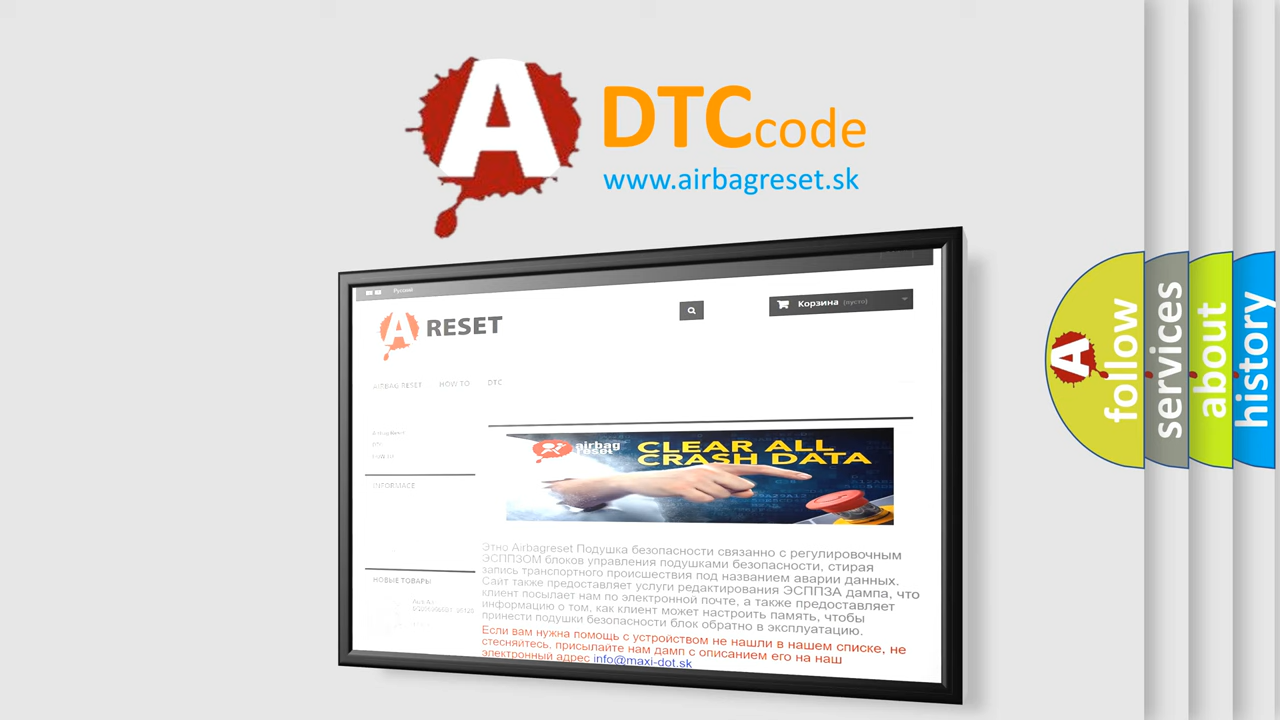 A
DTCcode
www.airbagreset.sk
Русский
Корзина (пусто)
A RESET
AIRBAG RESET HOW TO DTC
INFORMACE
airbag
reset
CLEAR ALL
CRASH DATA
Этно Airbagreset Подушка безопасности связанно с регулировочным
ЭСППЗОМ блоков управления подушками безопасности, стирая
запись транспортного происшествия под названием аварии данных.
Сайт также предоставляет услуги редактирования ЭСППЗА дампа, что
клиент посылает нам по электронной почте, а также предоставляет
информацию о том, как клиент может настроить память, чтобы
принести подушки безопасности блок обратно в эксплуатацию.
Если вам нужна помощь с устройством не нашли в нашем списке, не
стесняйтесь, присылайте нам дамп с описанием его на наш
электронный адрес info@maxi-dot.sk
НОВЫЕ ТОВАРЫ
A
follow
services
about
history